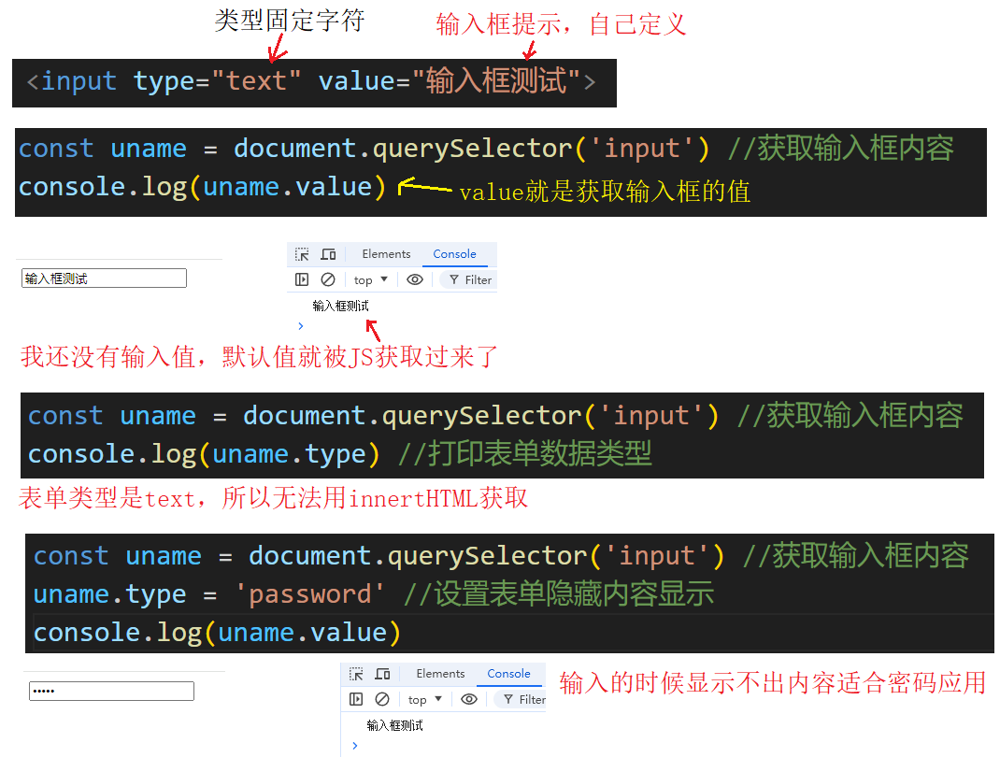 类型固定字符
输入框提示，自己定义
<input type="text" value="输入框测试">
const uname = document.querySelector('input') //获取输入框内容
console.log(uname.value)
value就是获取输入框的值
输入框测试
Elements Console
top Filter
输入框测试
我还没有输入值，默认值就被JS获取过来了
const uname = document.querySelector('input') //获取输入框内容
console.log(uname.type) //打印表单数据类型
表单类型是text，所以无法用innertHTML获取
const uname = document.querySelector('input') //获取输入框内容
uname.type = 'password' //设置表单隐藏内容显示
console.log(uname.value)
•••••
Elements Console
top Filter
输入框测试
输入的时候显示不出内容适合密码应用